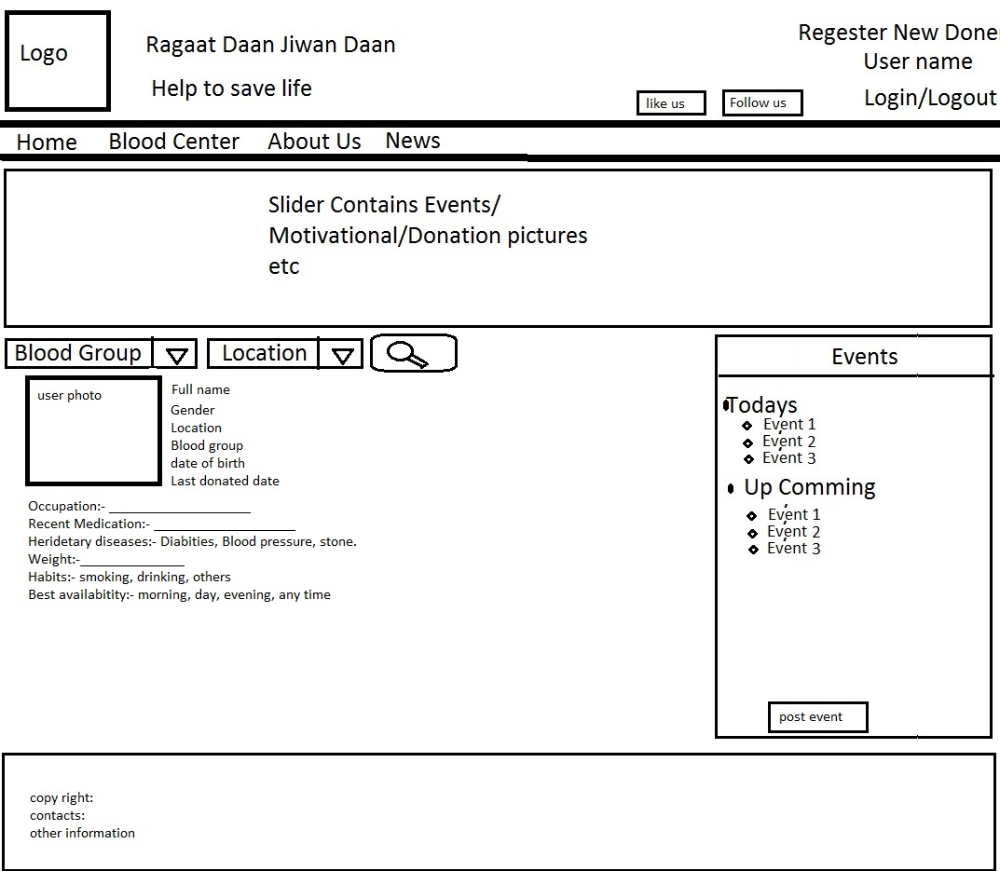 Logo
Ragaat Daan Jiwan Daan
Help to save life
like us
Follow us
Regester New Done
User name
Login/Logout
Home Blood Center About Us News
Slider Contains Events/
Motivational/Donation pictures
etc
Blood Group Location
user photo
Full name
Gender
Location
Blood group
date of birth
Last donated date
Occupation:- ____________________
Recent Medication:- ____________________
Heridetary diseases:- Diabities, Blood pressure, stone.
Weight:-_______________
Habits:- smoking, drinking, others
Best availabitity:- morning, day, evening, any time
Events
Todays
Event 1
Event 2
Event 3
Up Comming
Event 1
Event 2
Event 3
post event
copy right:
contacts:
other information